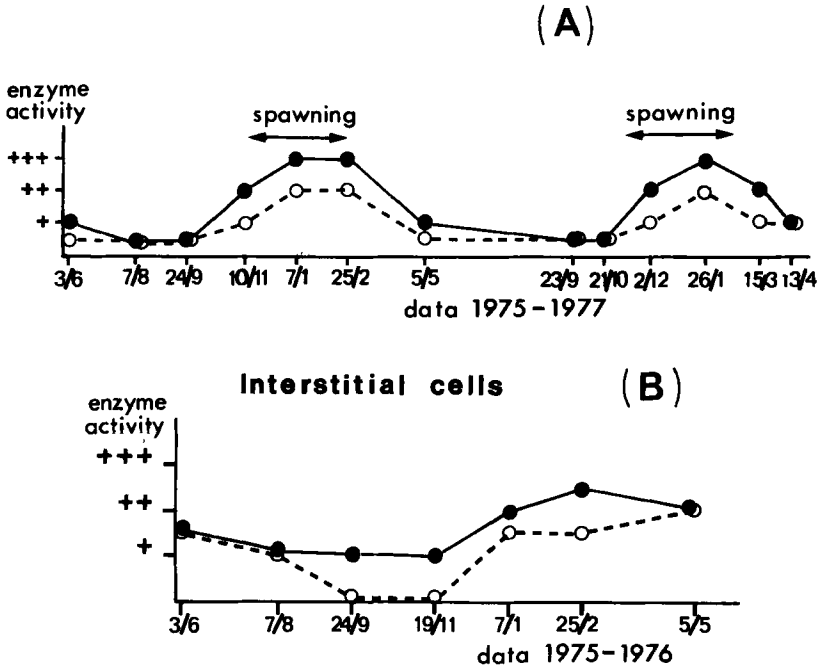 (A)
enzyme
activity
spawning spawning
+++
++
+
3/6 7/8 24/9 10/11 7/1 25/2 5/5 23/9 21/10 2/12 26/1 15/3 13/4
data 1975-1977
Interstitial cells (B)
enzyme
activity
+++
++
+
3/6 7/8 24/9 19/11 7/1 25/2 5/5
data 1975-1976